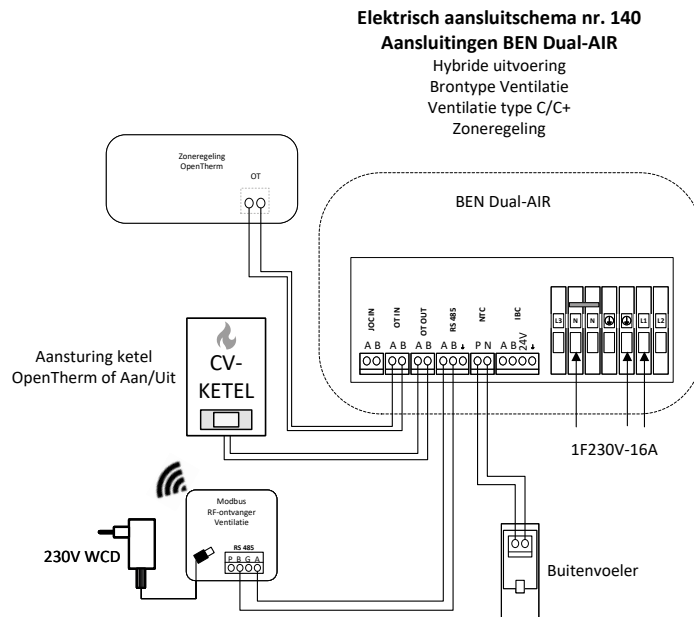 Elektrisch aansluitschema nr. 140
Aansluitingen BEN Dual-AIR
Hybride uitvoering
Brontype Ventilatie
Ventilatie type C/C+
Zoneregeling
Zoneregeling
OpenTherm
OT
BEN Dual-AIR
JOC IN
OT IN
OT OUT
RS 485
NTC
IBC
A B
A B
A B
A B
P N
A B 24V
L3
N
N
L1
L2
1F230V-16A
Aansturing ketel
OpenTherm of Aan/Uit
CV-
KETEL
Modbus
RF-ontvanger
Ventilatie
RS 485
P B G A
230V WCD
Buitenvoeler